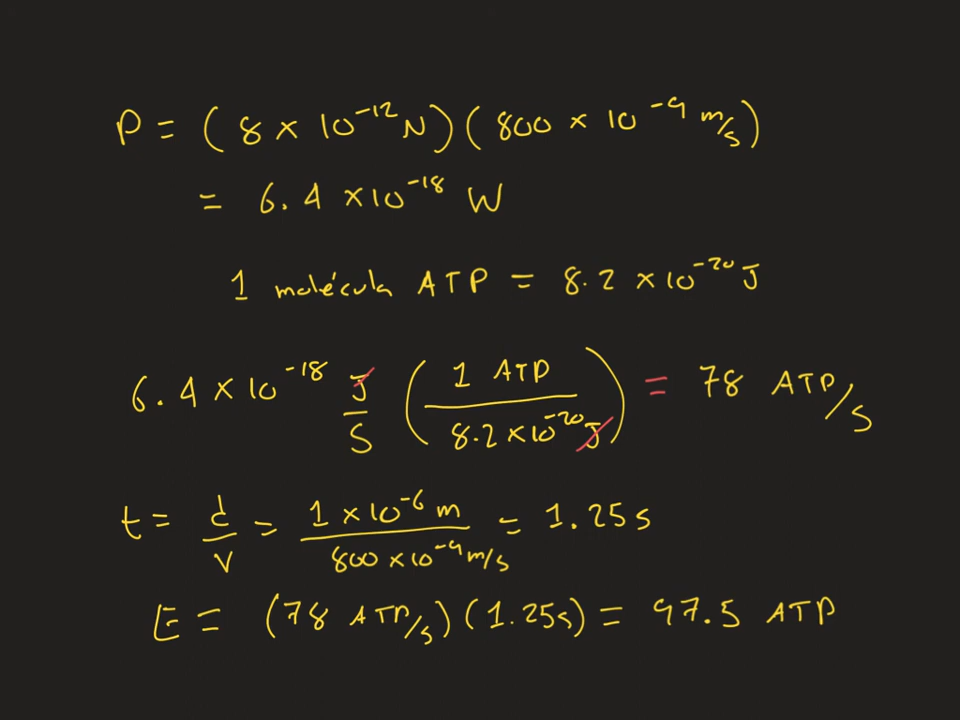 P = (8 × 10⁻¹² N)(800 × 10⁻⁹ m/s)
= 6.4 × 10⁻¹⁸ W
1 molécula ATP = 8.2 × 10⁻²⁰ J
6.4 × 10⁻¹⁸ J/S (1 ATP / 8.2 × 10⁻²⁰ J) = 78 ATP/s
t = d/v = 1 × 10⁻⁶ m / 800 × 10⁻⁹ m/s = 1.25 s
E = (78 ATP/s)(1.25s) = 97.5 ATP